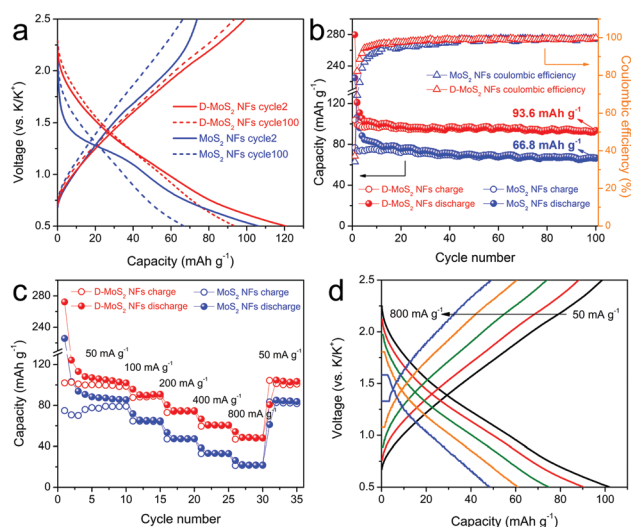 a
2.5
2.0
1.5
1.0
0.5
Voltage (vs. K/K⁺)
D-MoS₂ NFs cycle2
D-MoS₂ NFs cycle100
MoS₂ NFs cycle2
MoS₂ NFs cycle100
0 20 40 60 80 100 120
Capacity (mAh g⁻¹)
b
280
240
120
80
40
0
Capacity (mAh g⁻¹)
MoS₂ NFs coulombic efficiency
D-MoS₂ NFs coulombic efficiency
93.6 mAh g⁻¹
66.8 mAh g⁻¹
D-MoS₂ NFs charge
MoS₂ NFs charge
D-MoS₂ NFs discharge
MoS₂ NFs discharge
100
80
60
40
20
0
Coulombic efficiency (%)
0 20 40 60 80 100
Cycle number
c
280
240
160
120
80
40
0
Capacity (mAh g⁻¹)
D-MoS₂ NFs charge
MoS₂ NFs charge
D-MoS₂ NFs discharge
MoS₂ NFs discharge
50 mA g⁻¹
100 mA g⁻¹
200 mA g⁻¹
400 mA g⁻¹
800 mA g⁻¹
50 mA g⁻¹
0 5 10 15 20 25 30 35
Cycle number
d
2.5
2.0
1.5
1.0
0.5
Voltage (vs. K/K⁺)
800 mA g⁻¹
50 mA g⁻¹
0 20 40 60 80 100
Capacity (mAh g⁻¹)